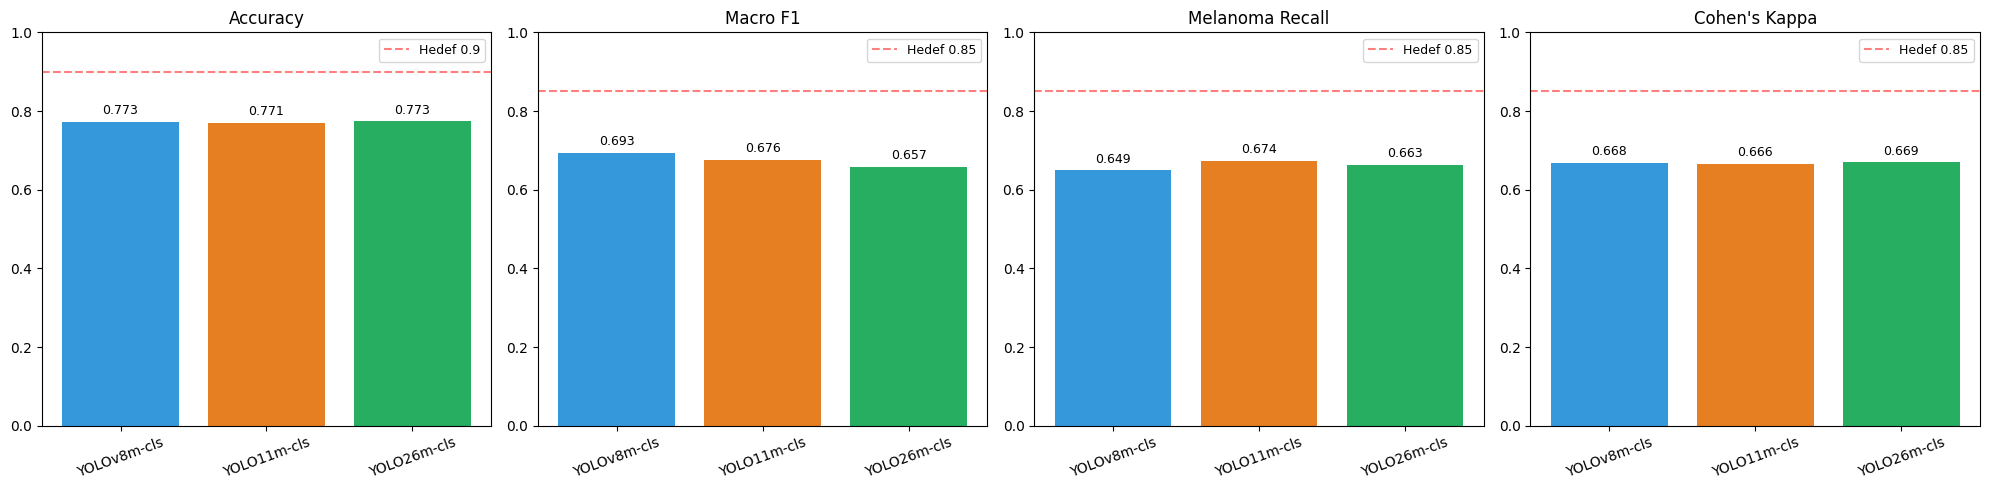 Accuracy
1.0
0.8
0.6
0.4
0.2
0.0
Hedef 0.9
0.773
0.771
0.773
YOLOv8m-cls
YOLO11m-cls
YOLO26m-cls
Macro F1
1.0
0.8
0.6
0.4
0.2
0.0
Hedef 0.85
0.693
0.676
0.657
YOLOv8m-cls
YOLO11m-cls
YOLO26m-cls
Melanoma Recall
1.0
0.8
0.6
0.4
0.2
0.0
Hedef 0.85
0.649
0.674
0.663
YOLOv8m-cls
YOLO11m-cls
YOLO26m-cls
Cohen's Kappa
1.0
0.8
0.6
0.4
0.2
0.0
Hedef 0.85
0.668
0.666
0.669
YOLOv8m-cls
YOLO11m-cls
YOLO26m-cls